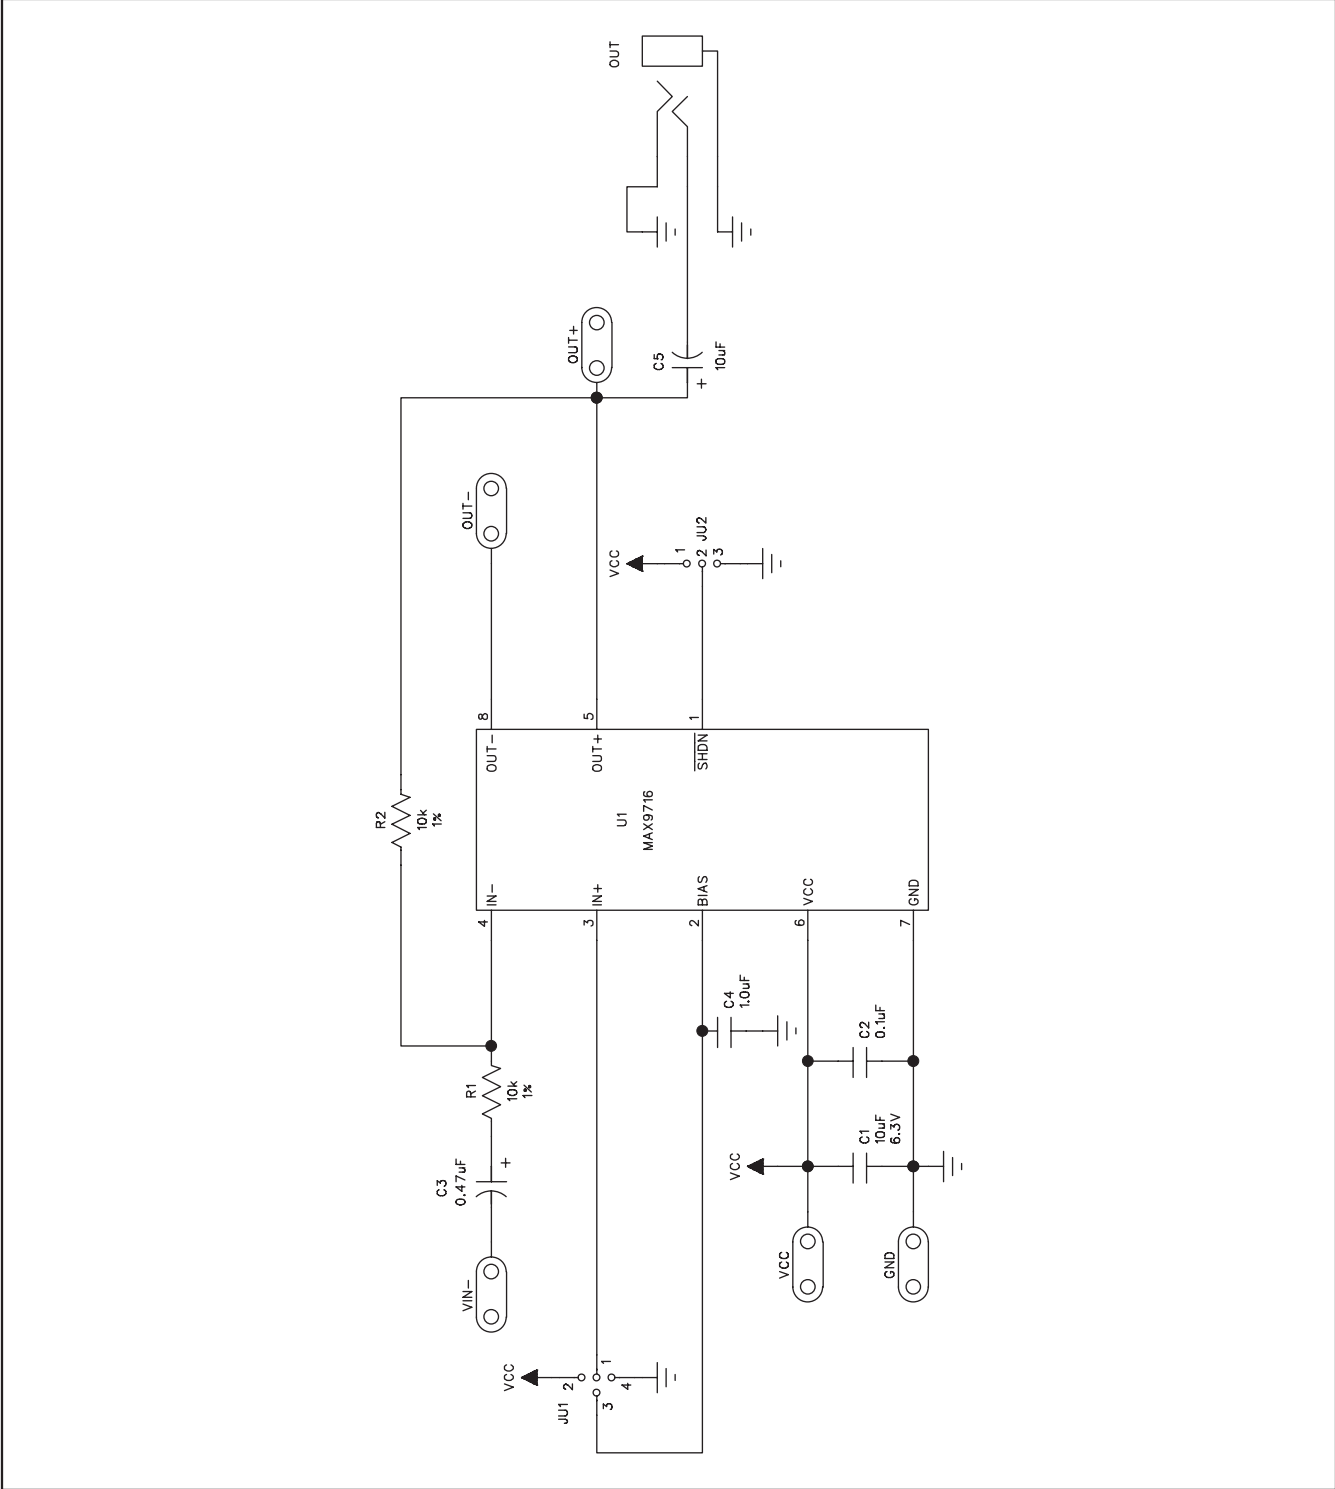 OUT
OUT+
C5
+
10uF
OUT-
VCC
1
2
3
JU2
8
5
1
OUT-
OUT+
SHDN
R2
10k
1%
U1
MAX9716
IN-
IN+
BIAS
VCC
GND
4
3
2
6
7
C4
1.0uF
C2
0.1uF
R1
10k
1%
C3
0.47uF
+
VCC
C1
10uF
6.3V
VIN-
VCC
GND
VCC
2
1
JU1
3
4